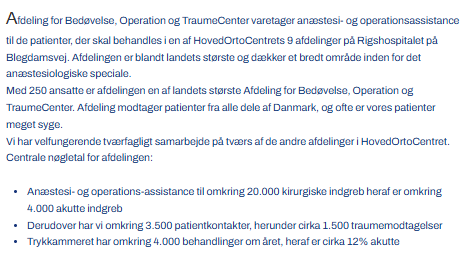 Afdeling for Bedøvelse, Operation og TraumeCenter varetager anæstesi- og operationsassistance
til de patienter, der skal behandles i en af HovedOrtoCentrets 9 afdelinger på Rigshospitalet på
Blegdamsvej. Afdelingen er blandt landets største og dækker et bredt område inden for det
anæstesiologiske speciale.
Med 250 ansatte er afdelingen en af landets største Afdeling for Bedøvelse, Operation og
TraumeCenter. Afdeling modtager patienter fra alle dele af Danmark, og ofte er vores patienter
meget syge.
Vi har velfungerende tværfagligt samarbejde på tværs af de andre afdelinger i HovedOrtoCentret.
Centrale nøgletal for afdelingen:
• Anæstesi- og operations-assistance til omkring 20.000 kirurgiske indgreb heraf er omkring
4.000 akutte indgreb
• Derudover har vi omkring 3.500 patientkontakter, herunder cirka 1.500 traumemodtagelser
• Trykkammeret har omkring 4.000 behandlinger om året, heraf er cirka 12% akutte